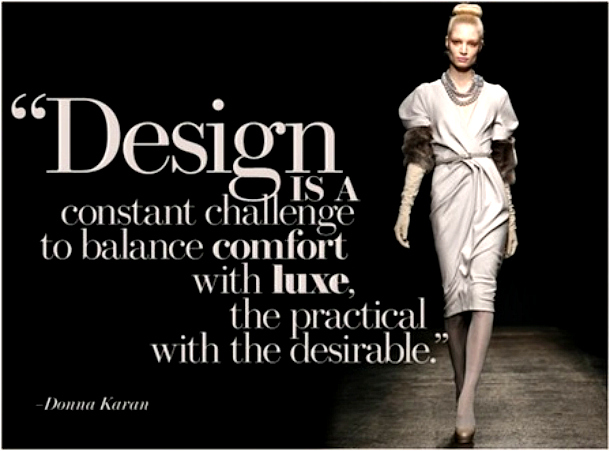 “Design
IS A
constant challenge
to balance comfort
with luxe,
the practical
with the desirable.”
–Donna Karan